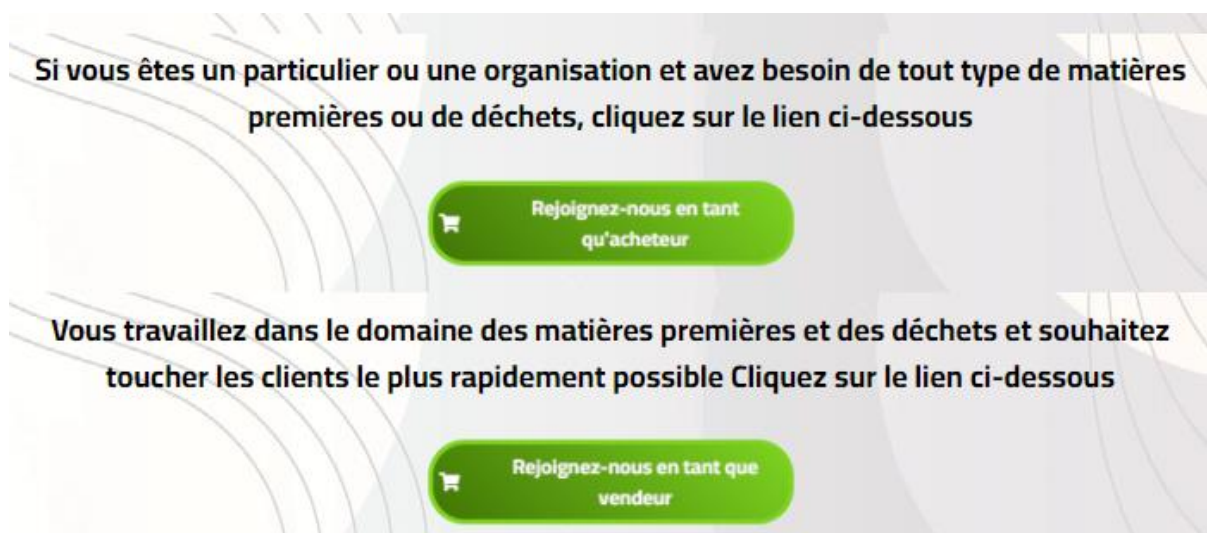 Si vous êtes un particulier ou une organisation et avez besoin de tout type de matières
premières ou de déchets, cliquez sur le lien ci-dessous
Rejoignez-nous en tant
qu'acheteur
Vous travaillez dans le domaine des matières premières et des déchets et souhaitez
toucher les clients le plus rapidement possible Cliquez sur le lien ci-dessous
Rejoignez-nous en tant que
vendeur